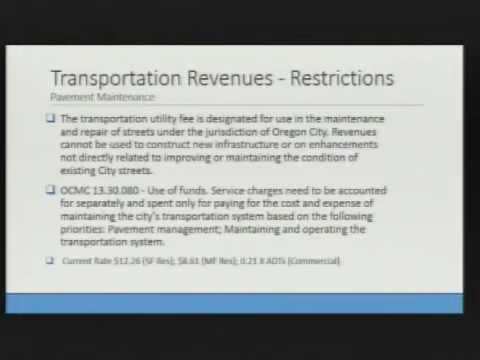 Transportation Revenues - Restrictions
Pavement Maintenance
The transportation utility fee is designated for use in the maintenance
and repair of streets under the jurisdiction of Oregon City. Revenues
cannot be used to construct new infrastructure or on enhancements
not directly related to improving or maintaining the condition of
existing City streets.
OCMC 13.30.080 - Use of funds. Service charges need to be accounted
for separately and spent only for paying for the cost and expense of
maintaining the city's transportation system based on the following
priorities: Pavement management; Maintaining and operating the
transportation system.
Current Rate $12.26 (SF Res); $8.61 (MF Res); 0.21 X ADTs (Commercial)